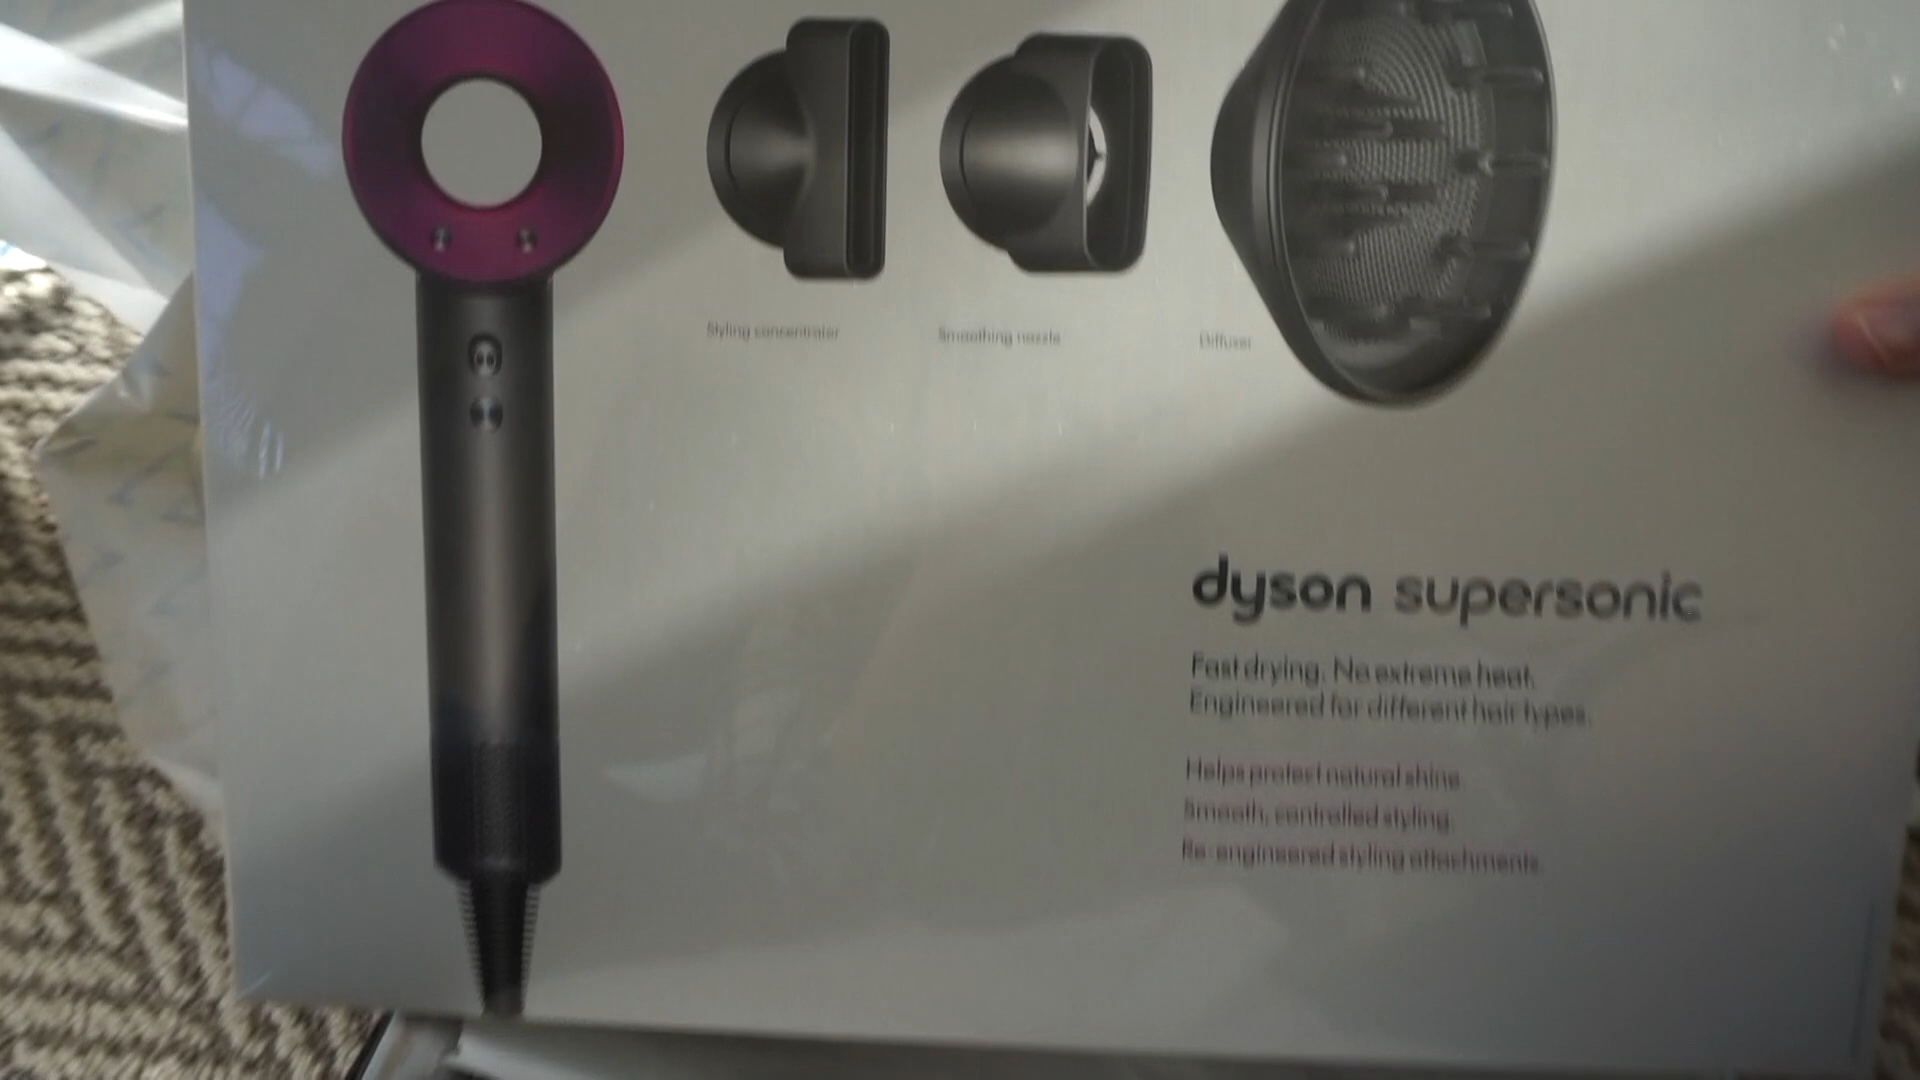 Styling concentrator
Smoothing nozzle
Diffuser
dyson supersonic
Fast drying. No extreme heat.
Engineered for different hair types.
Helps protect natural shine
Smooth, controlled styling
Re-engineered styling attachments